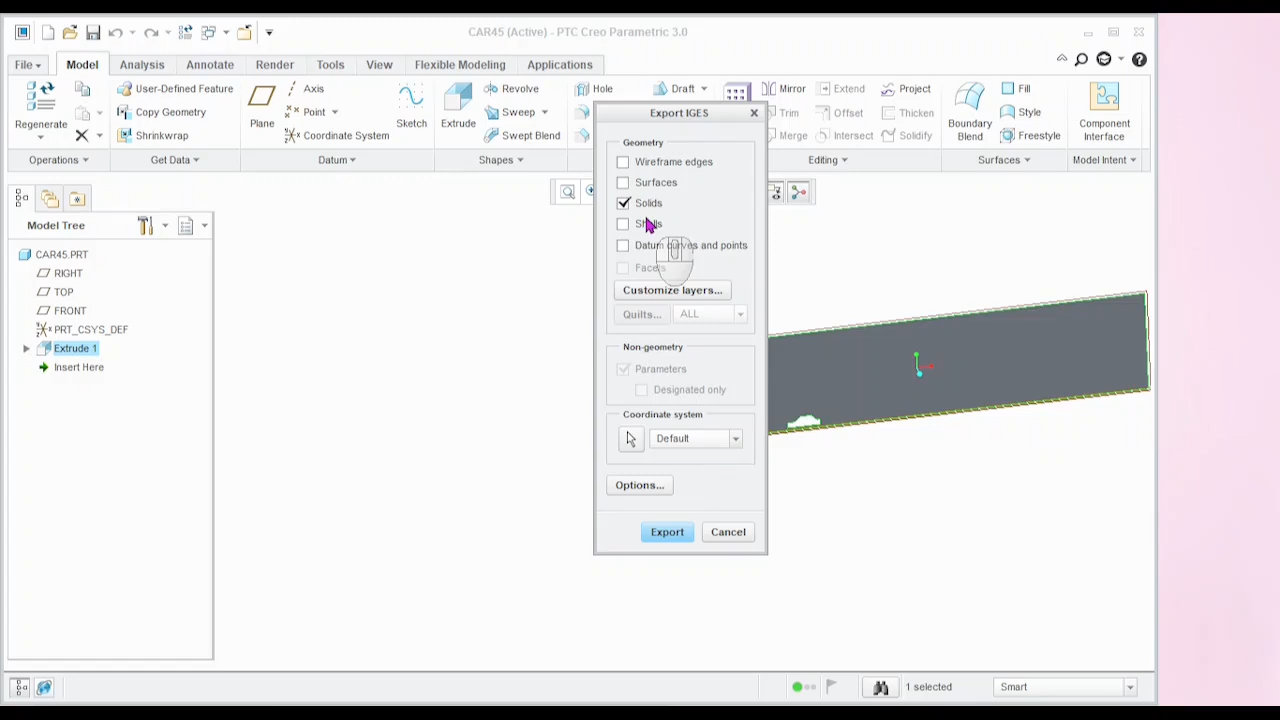 CAR45 (Active) - PTC Creo Parametric 3.0
File
Model
Analysis
Annotate
Render
Tools
View
Flexible Modeling
Applications
Regenerate
User-Defined Feature
Copy Geometry
Shrinkwrap
Plane
Axis
Point
Coordinate System
Sketch
Extrude
Revolve
Sweep
Swept Blend
Hole
Draft
Mirror
Extend
Project
Trim
Offset
Thicken
Merge
Intersect
Solidify
Boundary
Blend
Fill
Style
Freestyle
Component
Interface
Operations
Get Data
Datum
Shapes
Editing
Surfaces
Model Intent
Model Tree
CAR45.PRT
RIGHT
TOP
FRONT
PRT_CSYS_DEF
Extrude 1
Insert Here
Export IGES
Geometry
Wireframe edges
Surfaces
Solids
Datum curves and points
Customize layers...
Quilts...
ALL
Non-geometry
Parameters
Designated only
Coordinate system
Default
Options...
Export
Cancel
1 selected
Smart